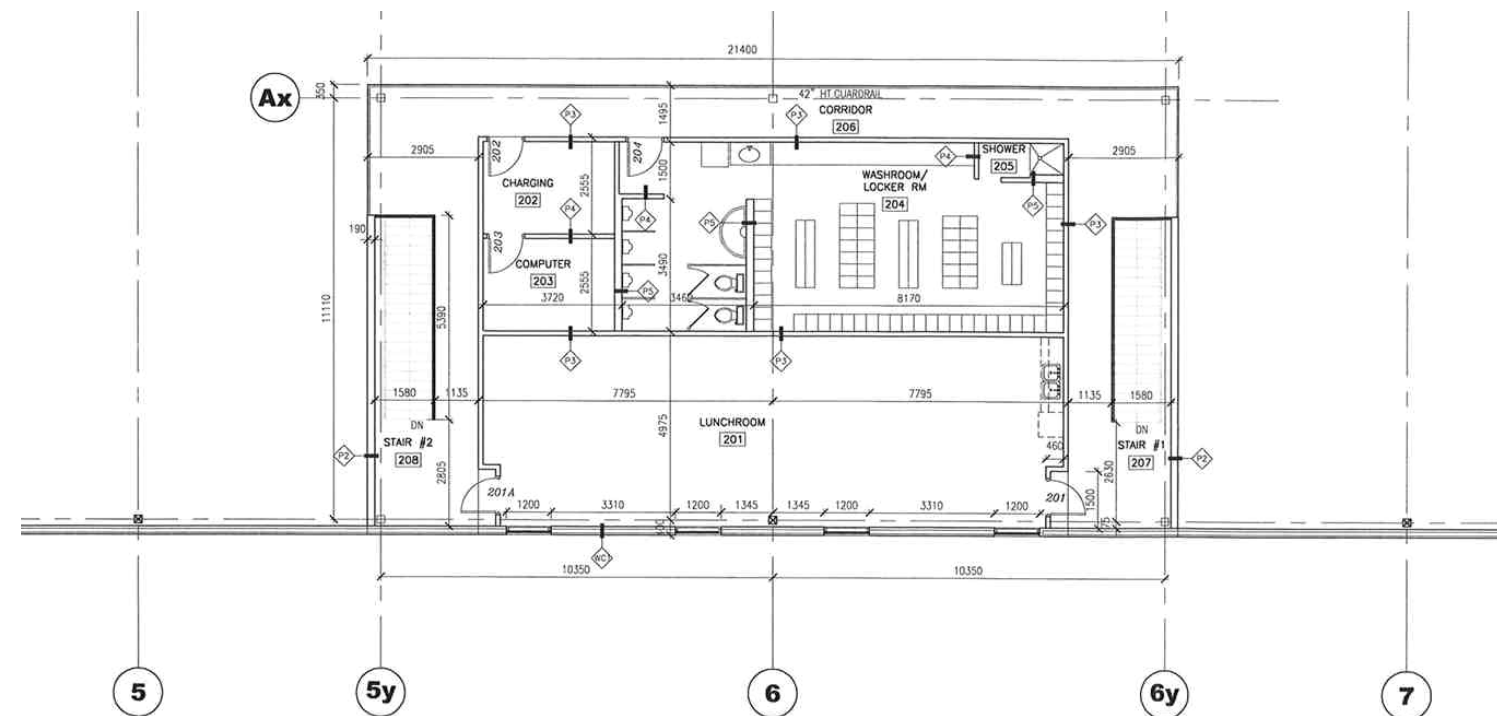 21400
Ax
350
42" HT GUARDRAIL
CORRIDOR
206
1495
P3
P3
2905
2905
202
204
SHOWER
205
P4
CHARGING
202
2555
1500
WASHROOM/
LOCKER RM
204
P4
P4
P5
P5
P3
190
203
COMPUTER
203
2555
3490
P5
3720
3460
8170
11110
5390
P3
P3
1580
1135
7795
7795
1135
1580
LUNCHROOM
201
4975
DN
STAIR #2
208
P2
2805
460
DN
STAIR #1
207
P2
2630
1500
201A
201
1200
3310
1200
1345
1345
1200
3310
1200
75
WC1
10350
10350
5
5y
6
6y
7